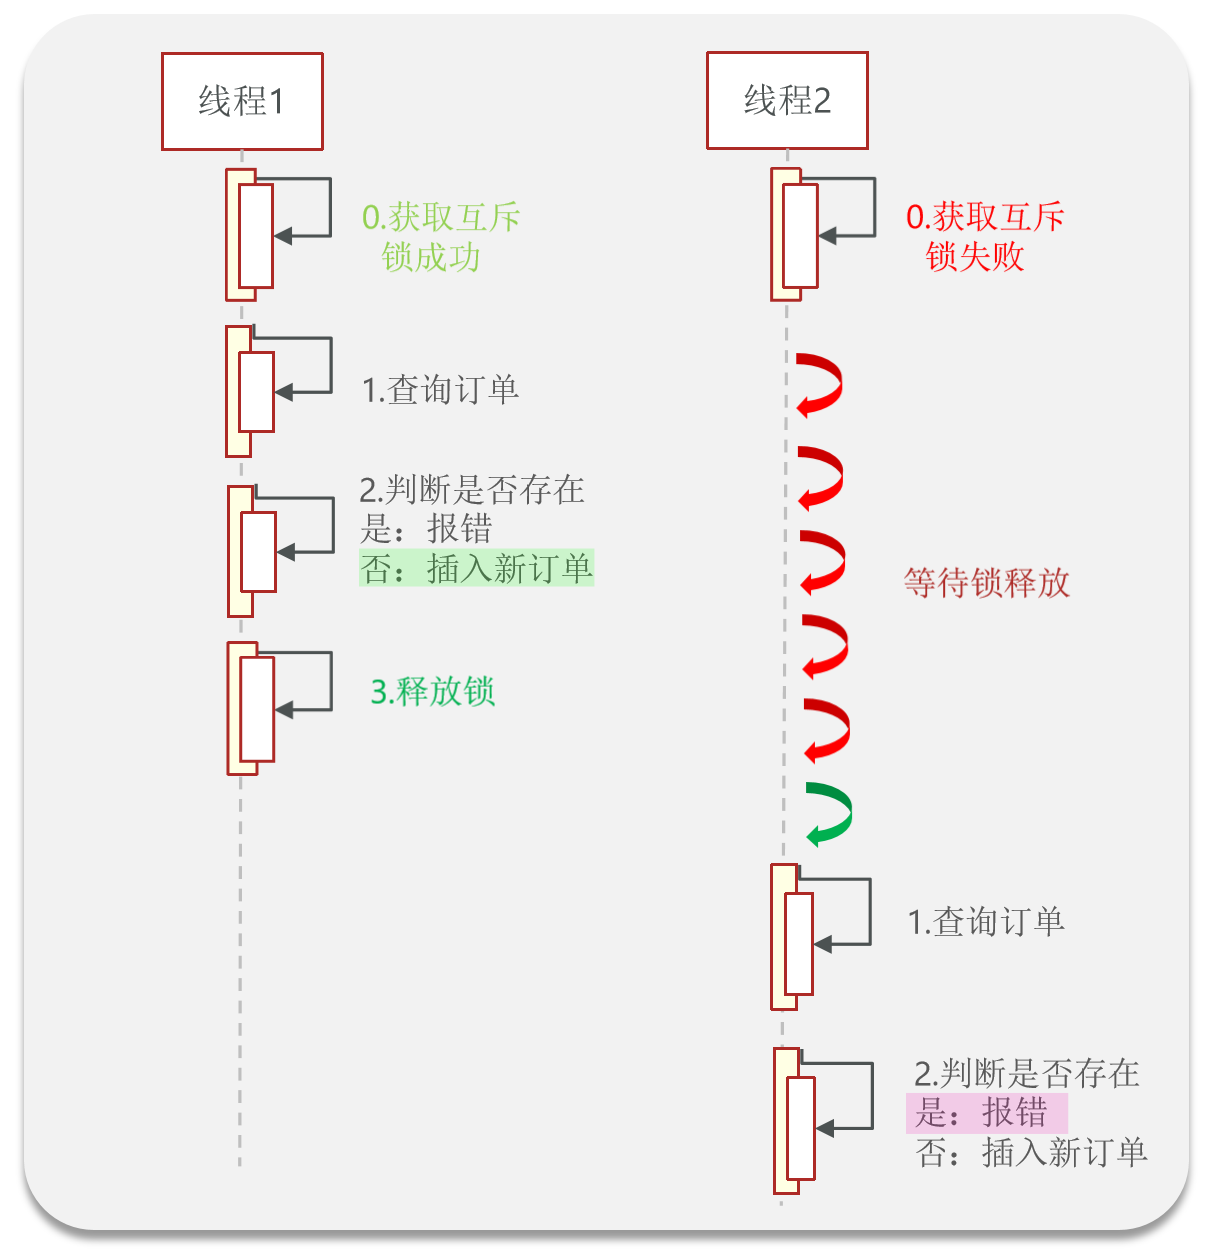 线程1
0.获取互斥
锁成功
1.查询订单
2.判断是否存在
是：报错
否：插入新订单
3.释放锁
线程2
0.获取互斥
锁失败
等待锁释放
1.查询订单
2.判断是否存在
是：报错
否：插入新订单